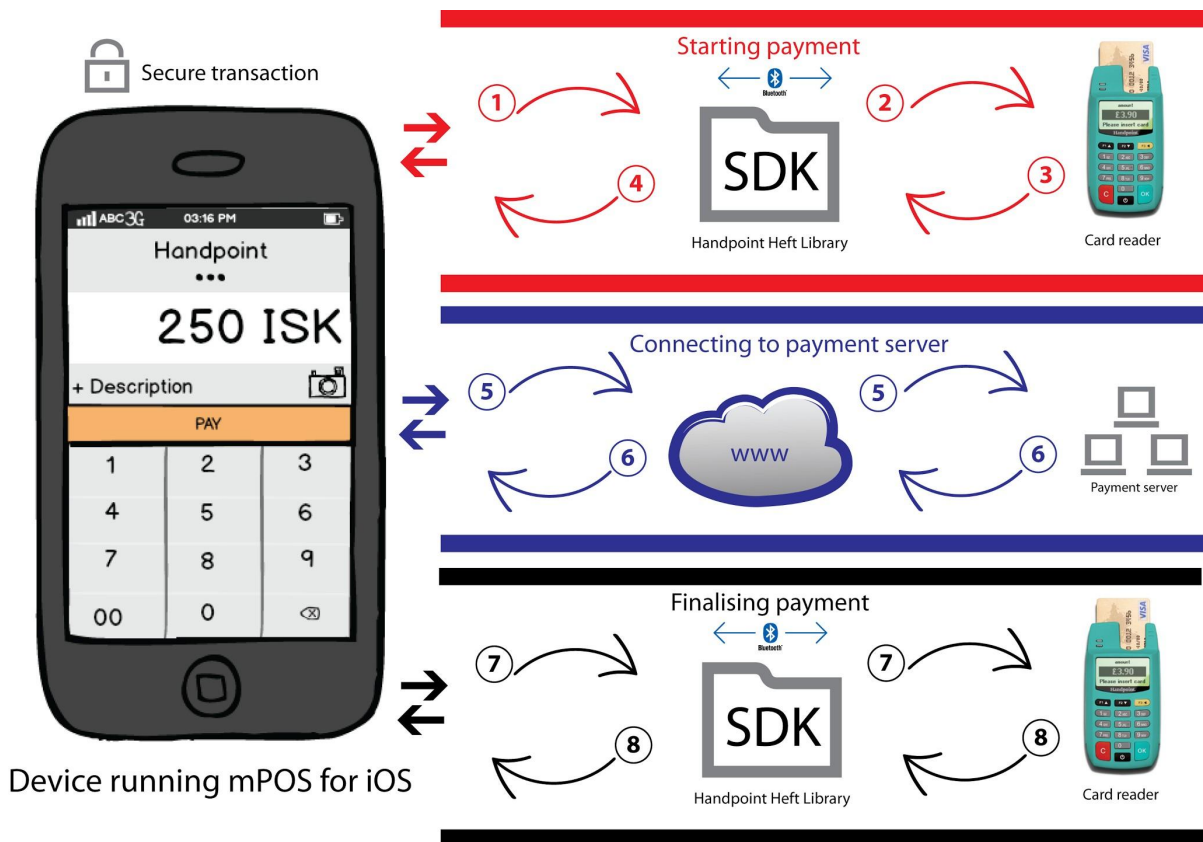 Secure transaction
ABC 3G 03:16 PM
Handpoint
•••
250 ISK
+ Description
PAY
1 2 3
4 5 6
7 8 9
00 0
Device running mPOS for iOS
Starting payment
Bluetooth
1
2
4
3
SDK
Handpoint Heft Library
VISA
amount
£3.90
Please insert card
Handpoint
Card reader
Connecting to payment server
5
5
www
6
6
Payment server
Finalising payment
Bluetooth
7
7
8
8
SDK
Handpoint Heft Library
VISA
amount
£3.90
Please insert card
Handpoint
Card reader